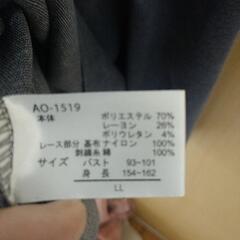 AO-1519
本体 ポリエステル 70%
レーヨン 26%
ポリウレタン 4%
レース部分 基布ナイロン 100%
刺繍糸綿 100%
サイズ バスト 93~101
身長 154~162
LL